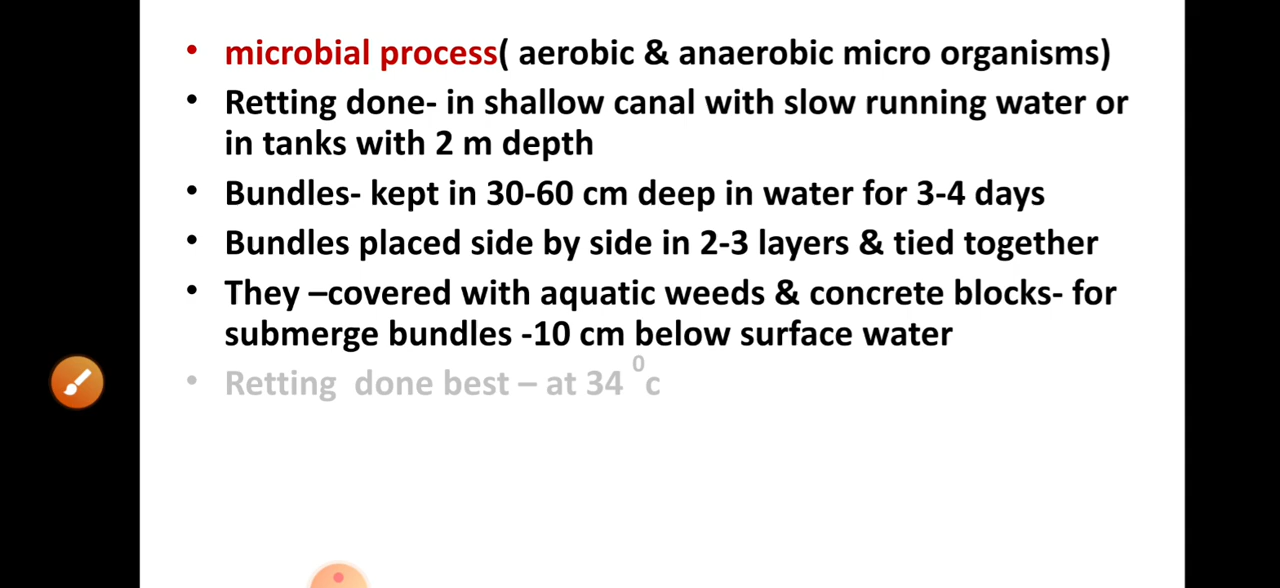 • microbial process( aerobic & anaerobic micro organisms)
• Retting done- in shallow canal with slow running water or
in tanks with 2 m depth
• Bundles- kept in 30-60 cm deep in water for 3-4 days
• Bundles placed side by side in 2-3 layers & tied together
• They –covered with aquatic weeds & concrete blocks- for
submerge bundles -10 cm below surface water
• Retting done best – at 34 ⁰c